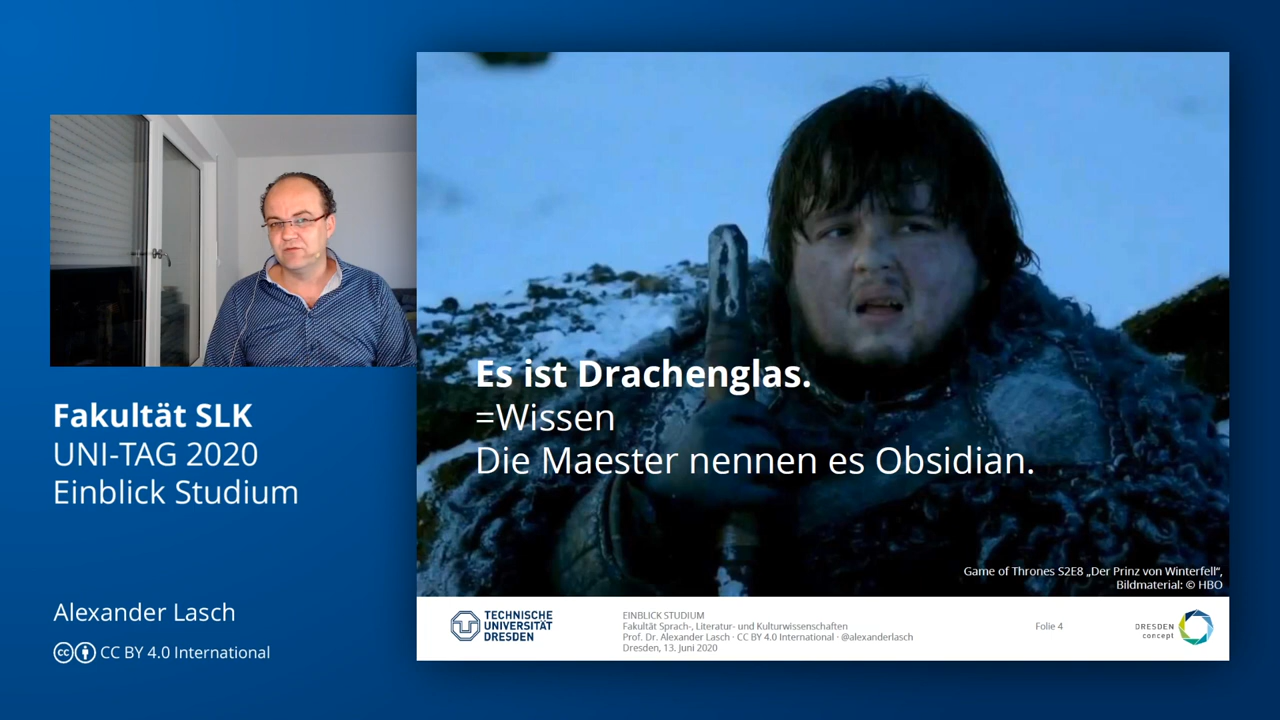 Es ist Drachenglas.
=Wissen
Die Maester nennen es Obsidian.
Game of Thrones S2E8 „Der Prinz von Winterfell“,
Bildmaterial: © HBO
Fakultät SLK
UNI-TAG 2020
Einblick Studium
Alexander Lasch
CC BY 4.0 International
TECHNISCHE
UNIVERSITÄT
DRESDEN
EINBLICK STUDIUM
Fakultät Sprach-, Literatur- und Kulturwissenschaften
Prof. Dr. Alexander Lasch · CC BY 4.0 International · @alexanderlasch
Dresden, 13. Juni 2020
Folie 4
DRESDEN
concept